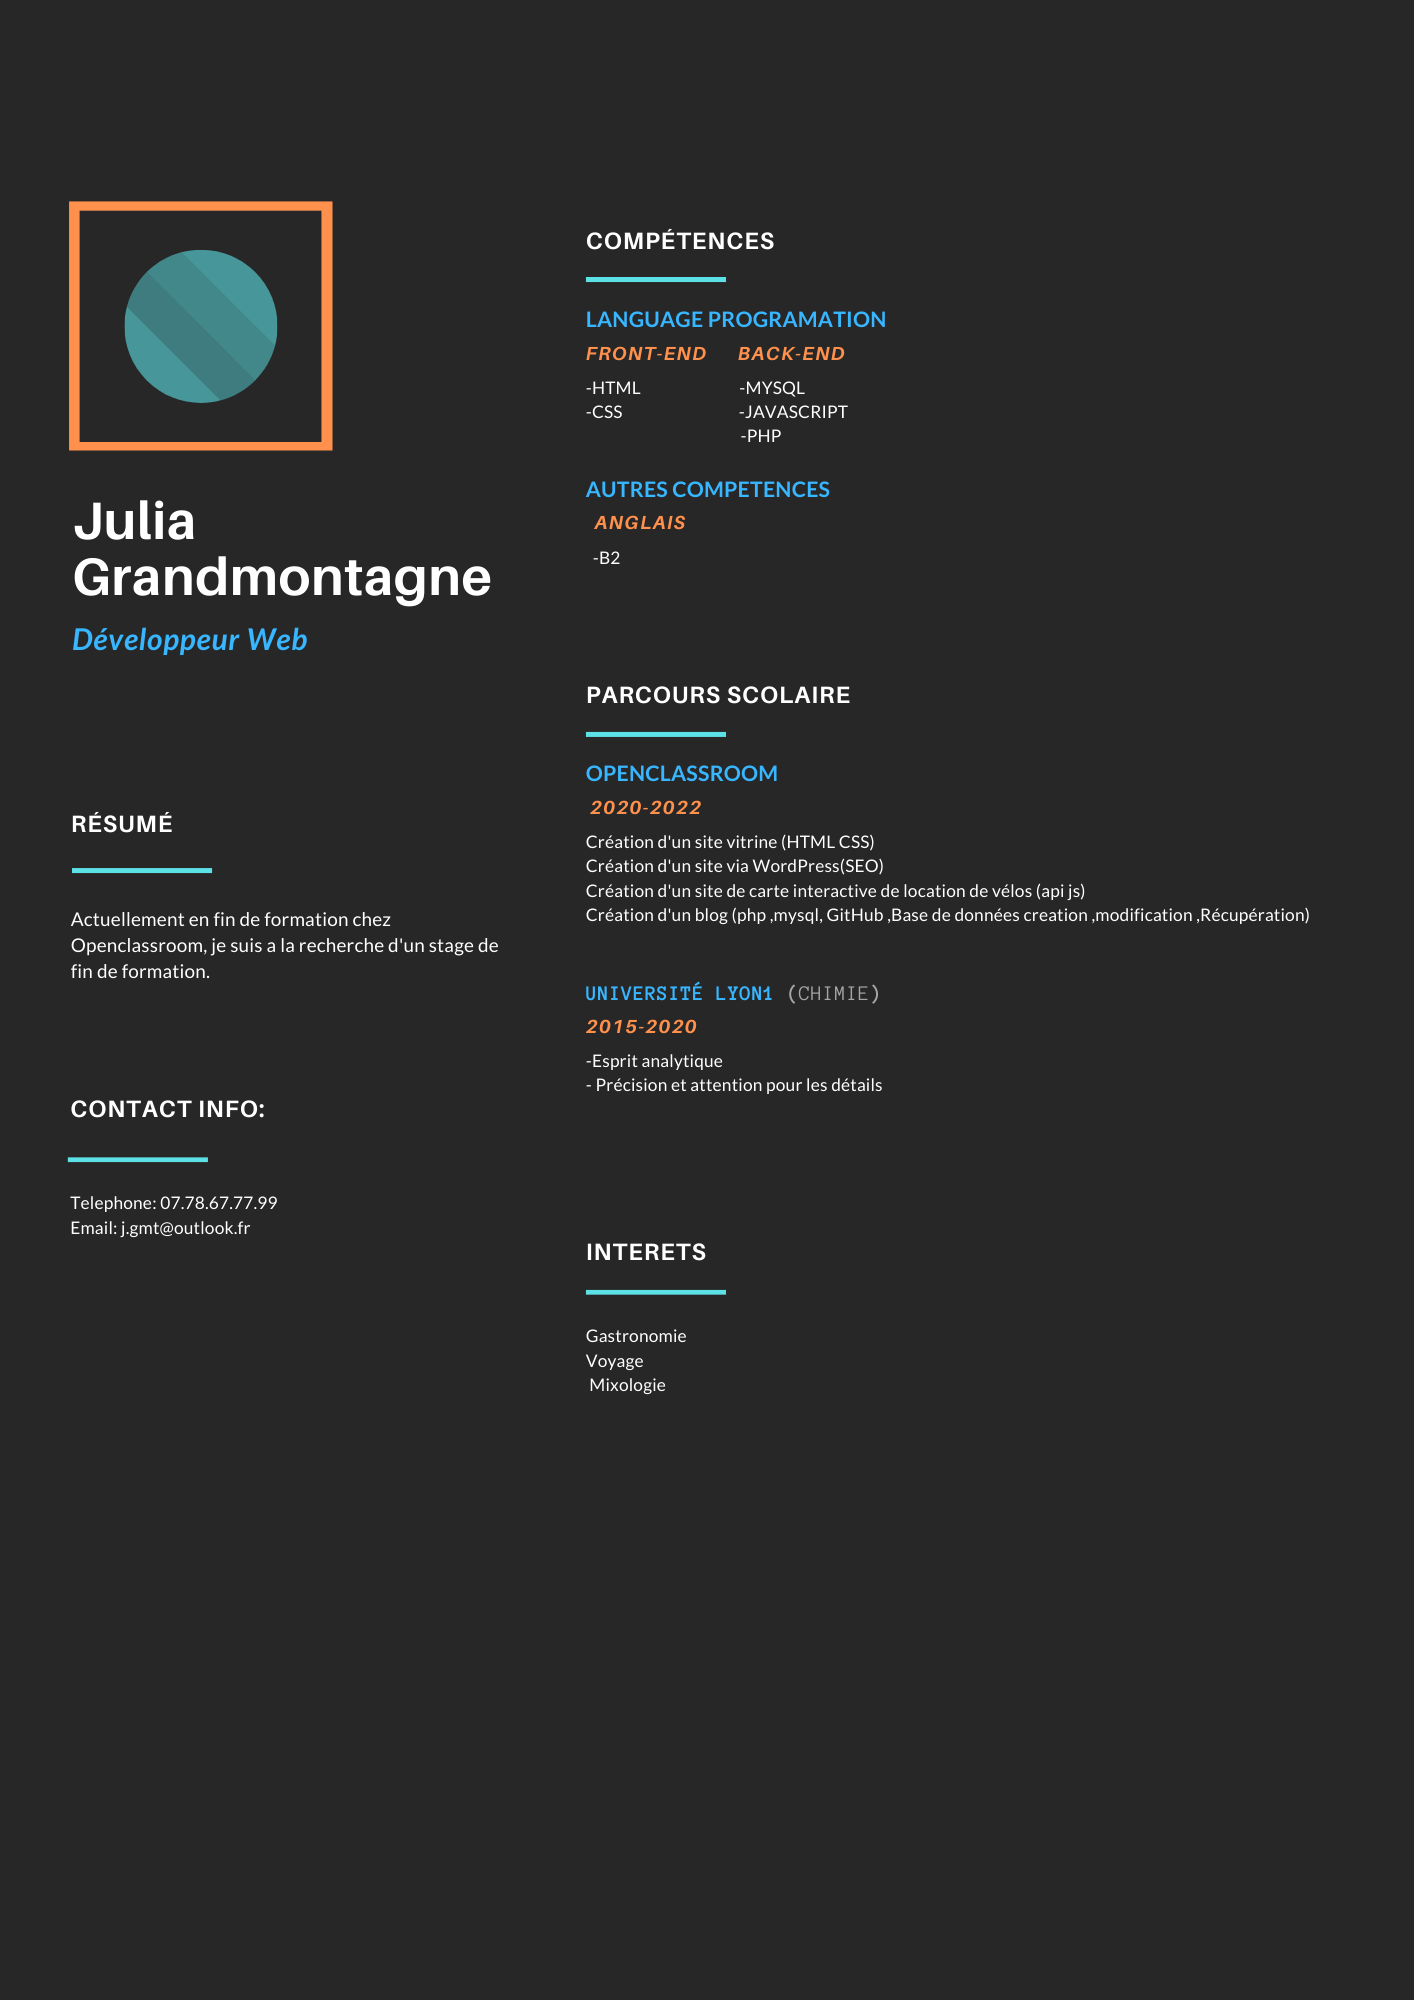 Julia
Grandmontagne
Développeur Web
RÉSUMÉ
Actuellement en fin de formation chez
Openclassroom, je suis a la recherche d'un stage de
fin de formation.
CONTACT INFO:
Telephone: 07.78.67.77.99
Email: j.gmt@outlook.fr
COMPÉTENCES
LANGUAGE PROGRAMATION
FRONT-END BACK-END
-HTML -MYSQL
-CSS -JAVASCRIPT
-PHP
AUTRES COMPETENCES
ANGLAIS
-B2
PARCOURS SCOLAIRE
OPENCLASSROOM
2020-2022
Création d'un site vitrine (HTML CSS)
Création d'un site via WordPress(SEO)
Création d'un site de carte interactive de location de vélos (api js)
Création d'un blog (php ,mysql, GitHub ,Base de données creation ,modification ,Récupération)
UNIVERSITÉ LYON1 (CHIMIE)
2015-2020
-Esprit analytique
- Précision et attention pour les détails
INTERETS
Gastronomie
Voyage
Mixologie